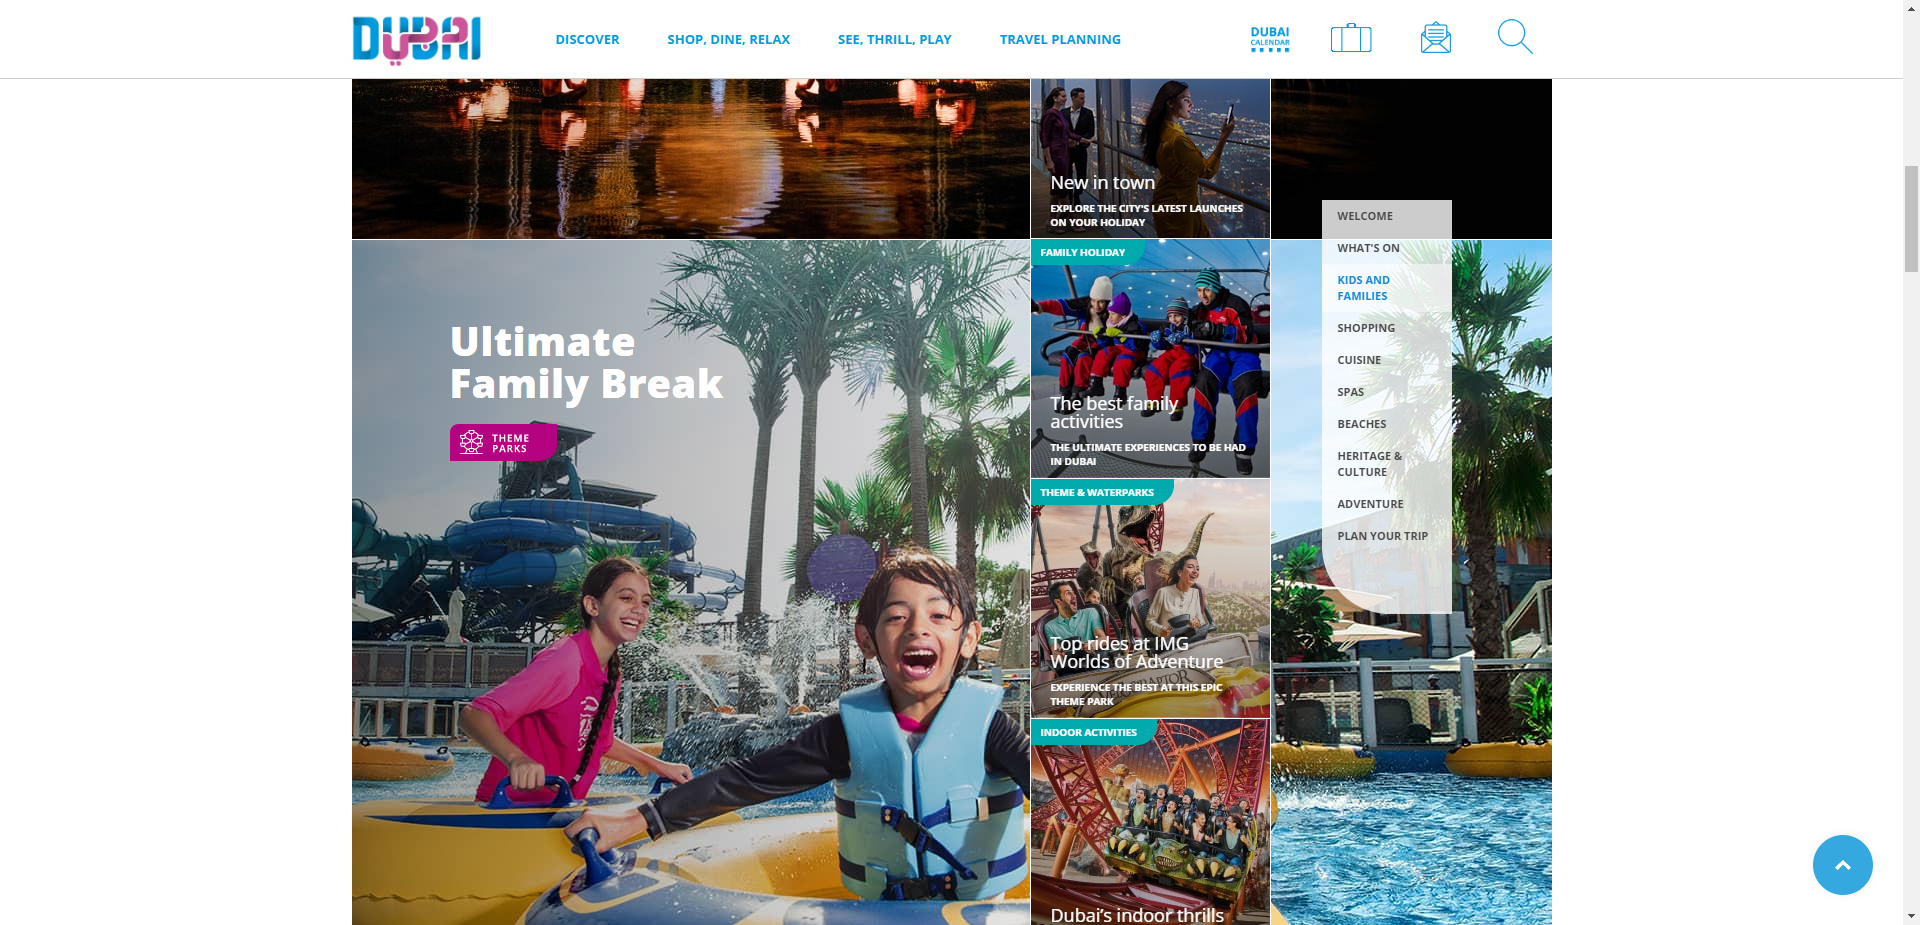 DUBAI
DISCOVER
SHOP, DINE, RELAX
SEE, THRILL, PLAY
TRAVEL PLANNING
DUBAI
CALENDAR
New in town
EXPLORE THE CITY'S LATEST LAUNCHES
ON YOUR HOLIDAY
Ultimate
Family Break
THEME
PARKS
FAMILY HOLIDAY
The best family
activities
THE ULTIMATE EXPERIENCES TO BE HAD
IN DUBAI
THEME & WATERPARKS
Top rides at IMG
Worlds of Adventure
EXPERIENCE THE BEST AT THIS EPIC
THEME PARK
INDOOR ACTIVITIES
Dubai’s indoor thrills
WELCOME
WHAT'S ON
KIDS AND
FAMILIES
SHOPPING
CUISINE
SPAS
BEACHES
HERITAGE &
CULTURE
ADVENTURE
PLAN YOUR TRIP